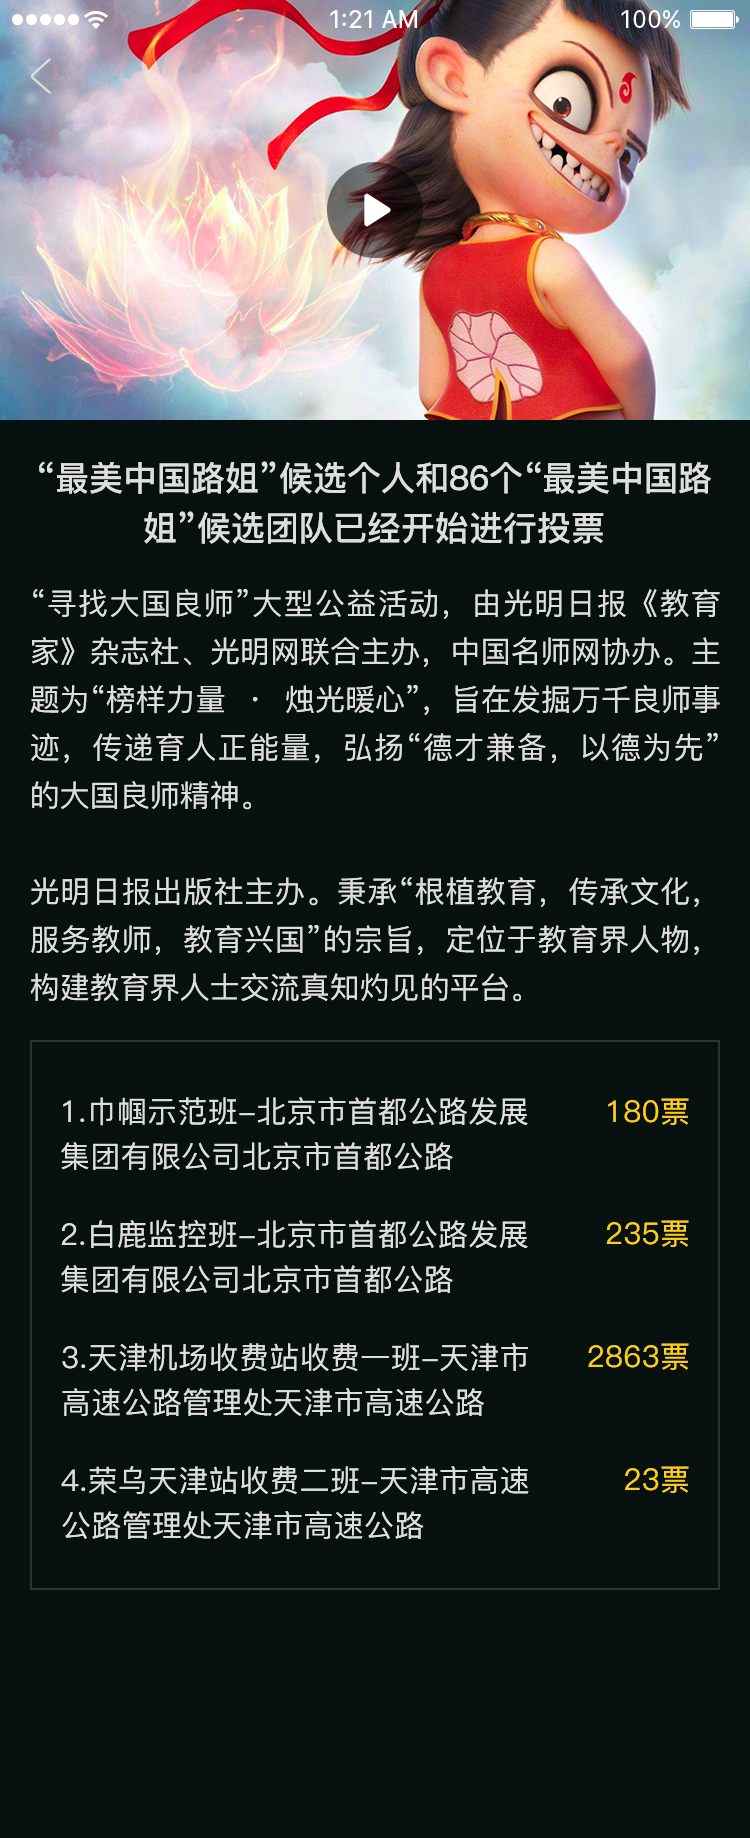 1:21 AM
100%
“最美中国路姐”候选个人和86个“最美中国路
姐”候选团队已经开始进行投票
“寻找大国良师”大型公益活动，由光明日报《教育
家》杂志社、光明网联合主办，中国名师网协办。主
题为“榜样力量 · 烛光暖心”，旨在发掘万千良师事
迹，传递育人正能量，弘扬“德才兼备，以德为先”
的大国良师精神。
光明日报出版社主办。秉承“根植教育，传承文化，
服务教师，教育兴国”的宗旨，定位于教育界人物，
构建教育界人士交流真知灼见的平台。
1.巾帼示范班–北京市首都公路发展 180票
集团有限公司北京市首都公路
2.白鹿监控班–北京市首都公路发展 235票
集团有限公司北京市首都公路
3.天津机场收费站收费一班–天津市 2863票
高速公路管理处天津市高速公路
4.荣乌天津站收费二班–天津市高速 23票
公路管理处天津市高速公路